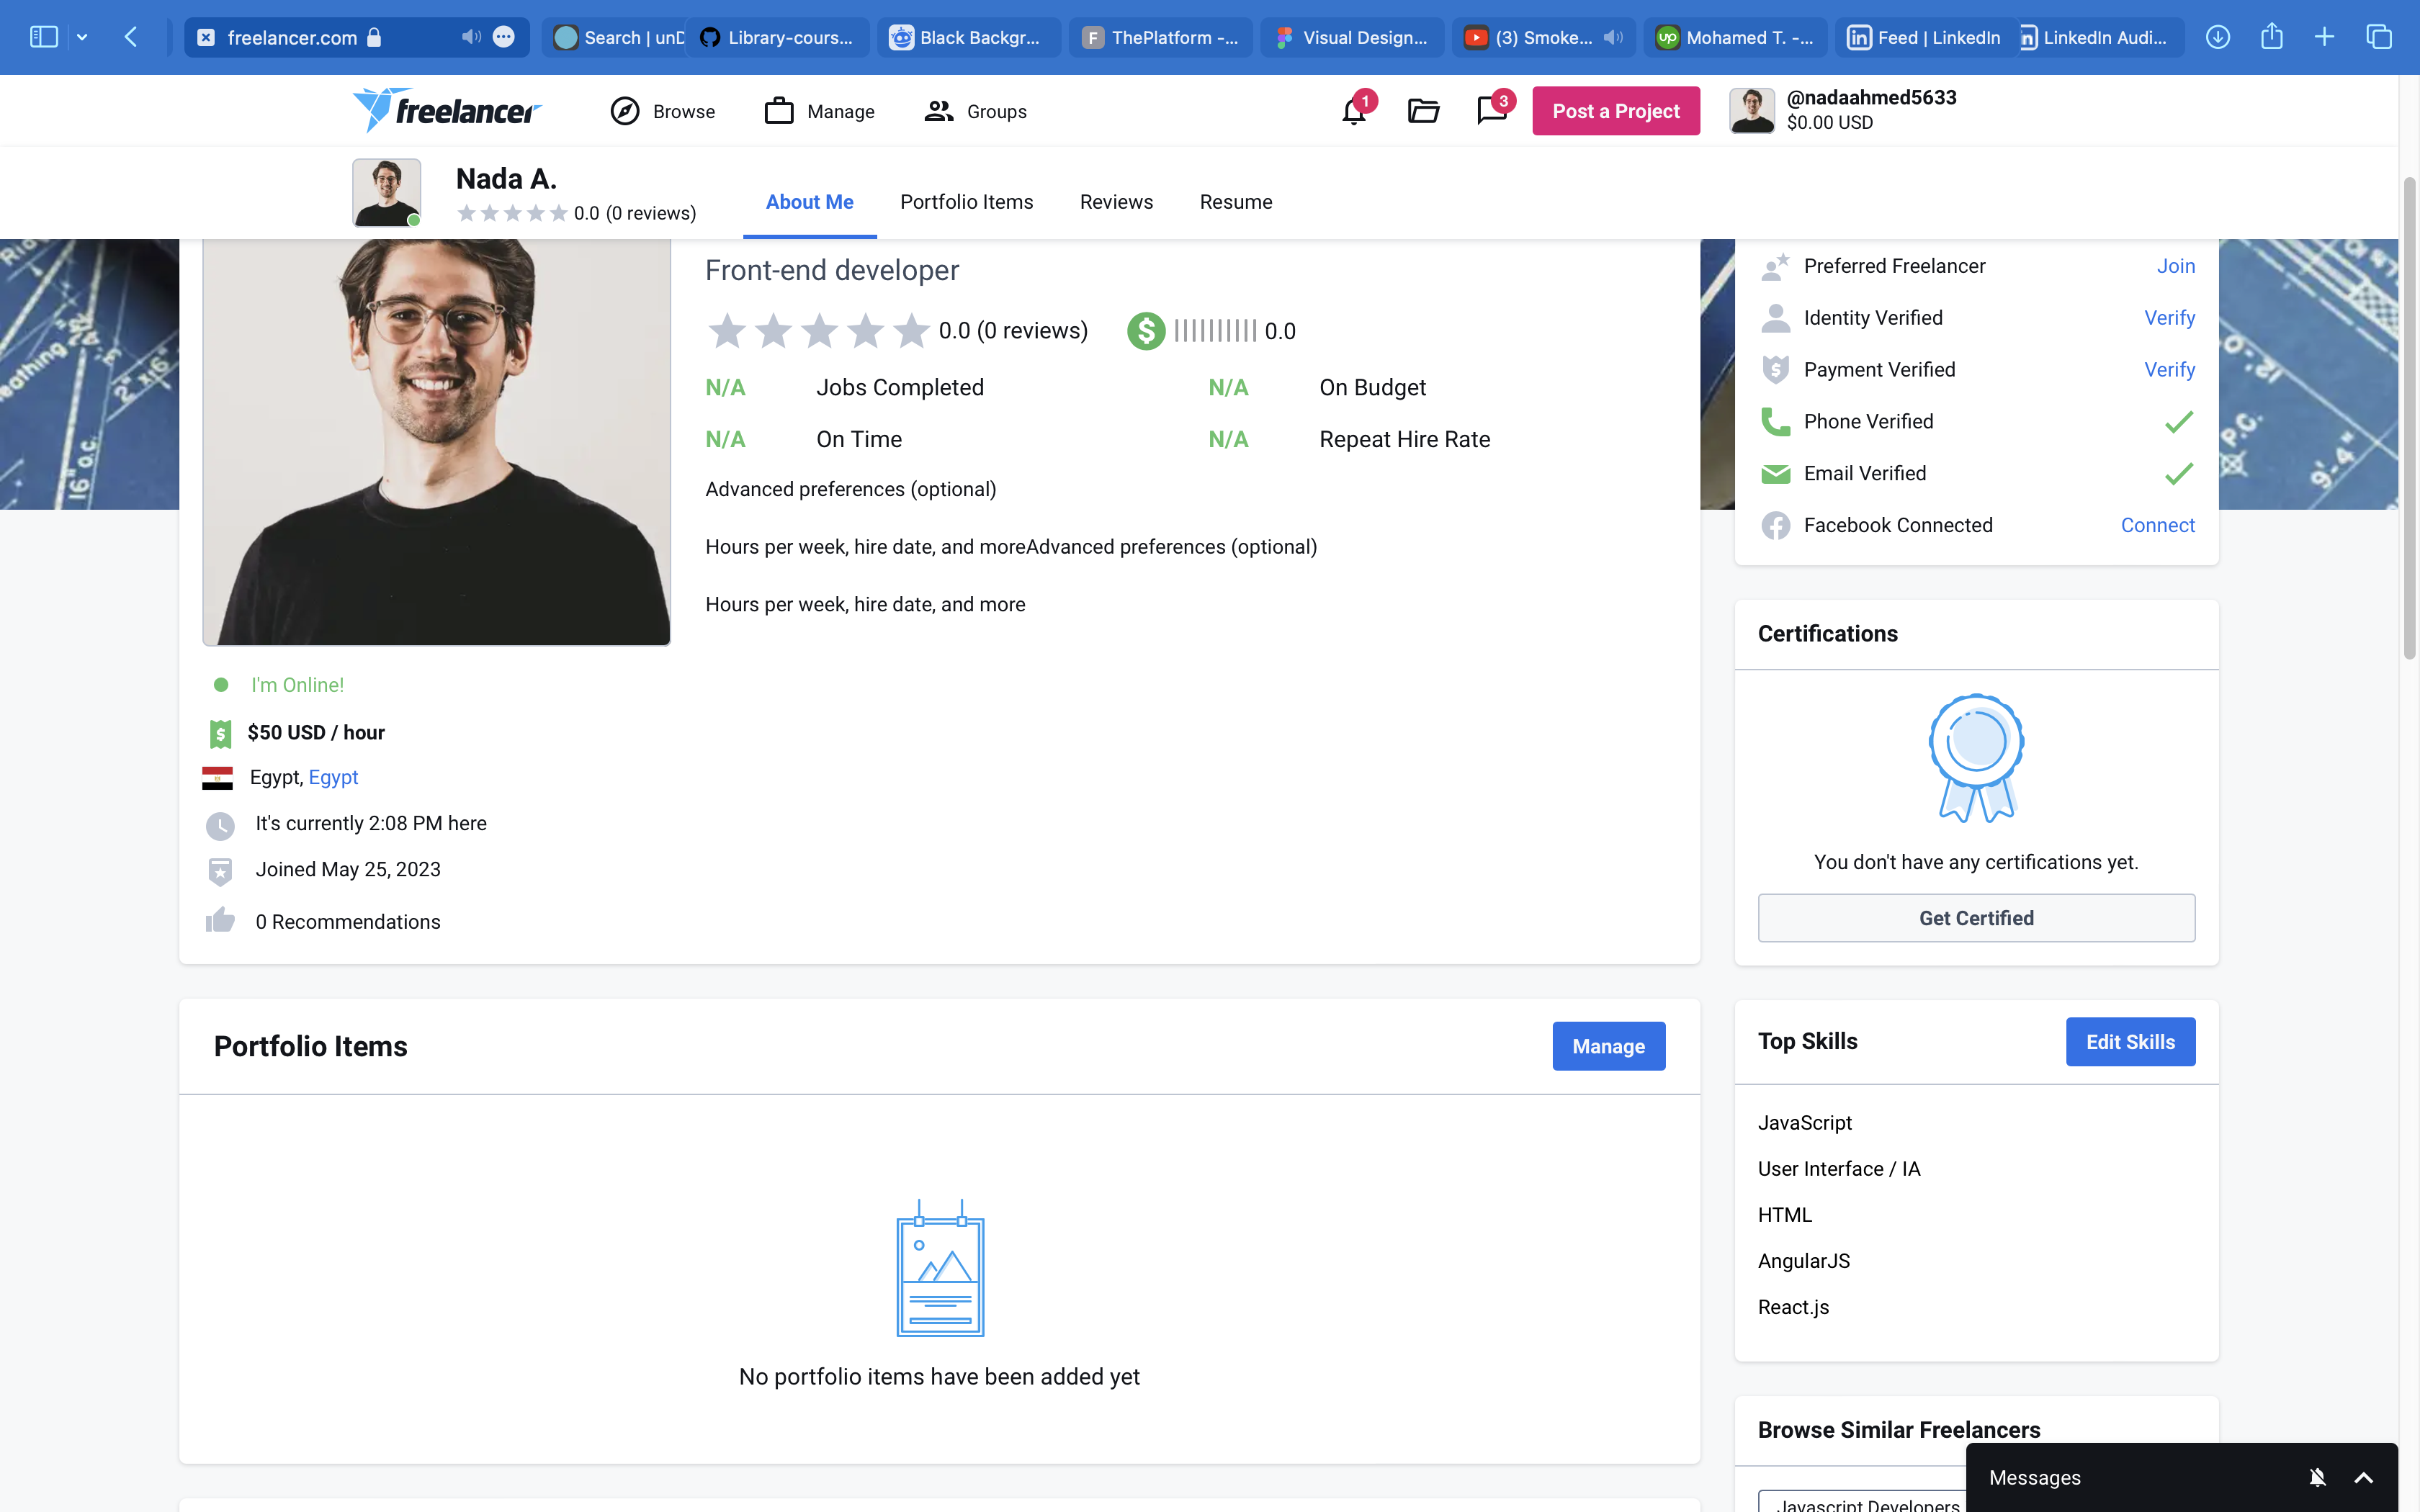 freelancer.com
Search | unD
Library-cours...
Black Backgr...
F
ThePlatform -...
Visual Design...
(3) Smoke...
up
Mohamed T. -...
in
Feed | LinkedIn
n
LinkedIn Audi...
freelancer
Browse
Manage
Groups
1
3
Post a Project
@nadaahmed5633
$0.00 USD
Nada A.
0.0 (0 reviews)
About Me
Portfolio Items
Reviews
Resume
Front-end developer
0.0 (0 reviews)
$
0.0
N/A Jobs Completed
N/A On Budget
N/A On Time
N/A Repeat Hire Rate
Advanced preferences (optional)
Hours per week, hire date, and moreAdvanced preferences (optional)
Hours per week, hire date, and more
I'm Online!
$
$50 USD / hour
Egypt, Egypt
It's currently 2:08 PM here
Joined May 25, 2023
0 Recommendations
Portfolio Items
Manage
No portfolio items have been added yet
Preferred Freelancer
Join
Identity Verified
Verify
$
Payment Verified
Verify
Phone Verified
Email Verified
Facebook Connected
Connect
Certifications
You don't have any certifications yet.
Get Certified
Top Skills
Edit Skills
JavaScript
User Interface / IA
HTML
AngularJS
React.js
Browse Similar Freelancers
Javascript Developers
Messages
2"x16"
16"o.c.
P.C.
9'-4"